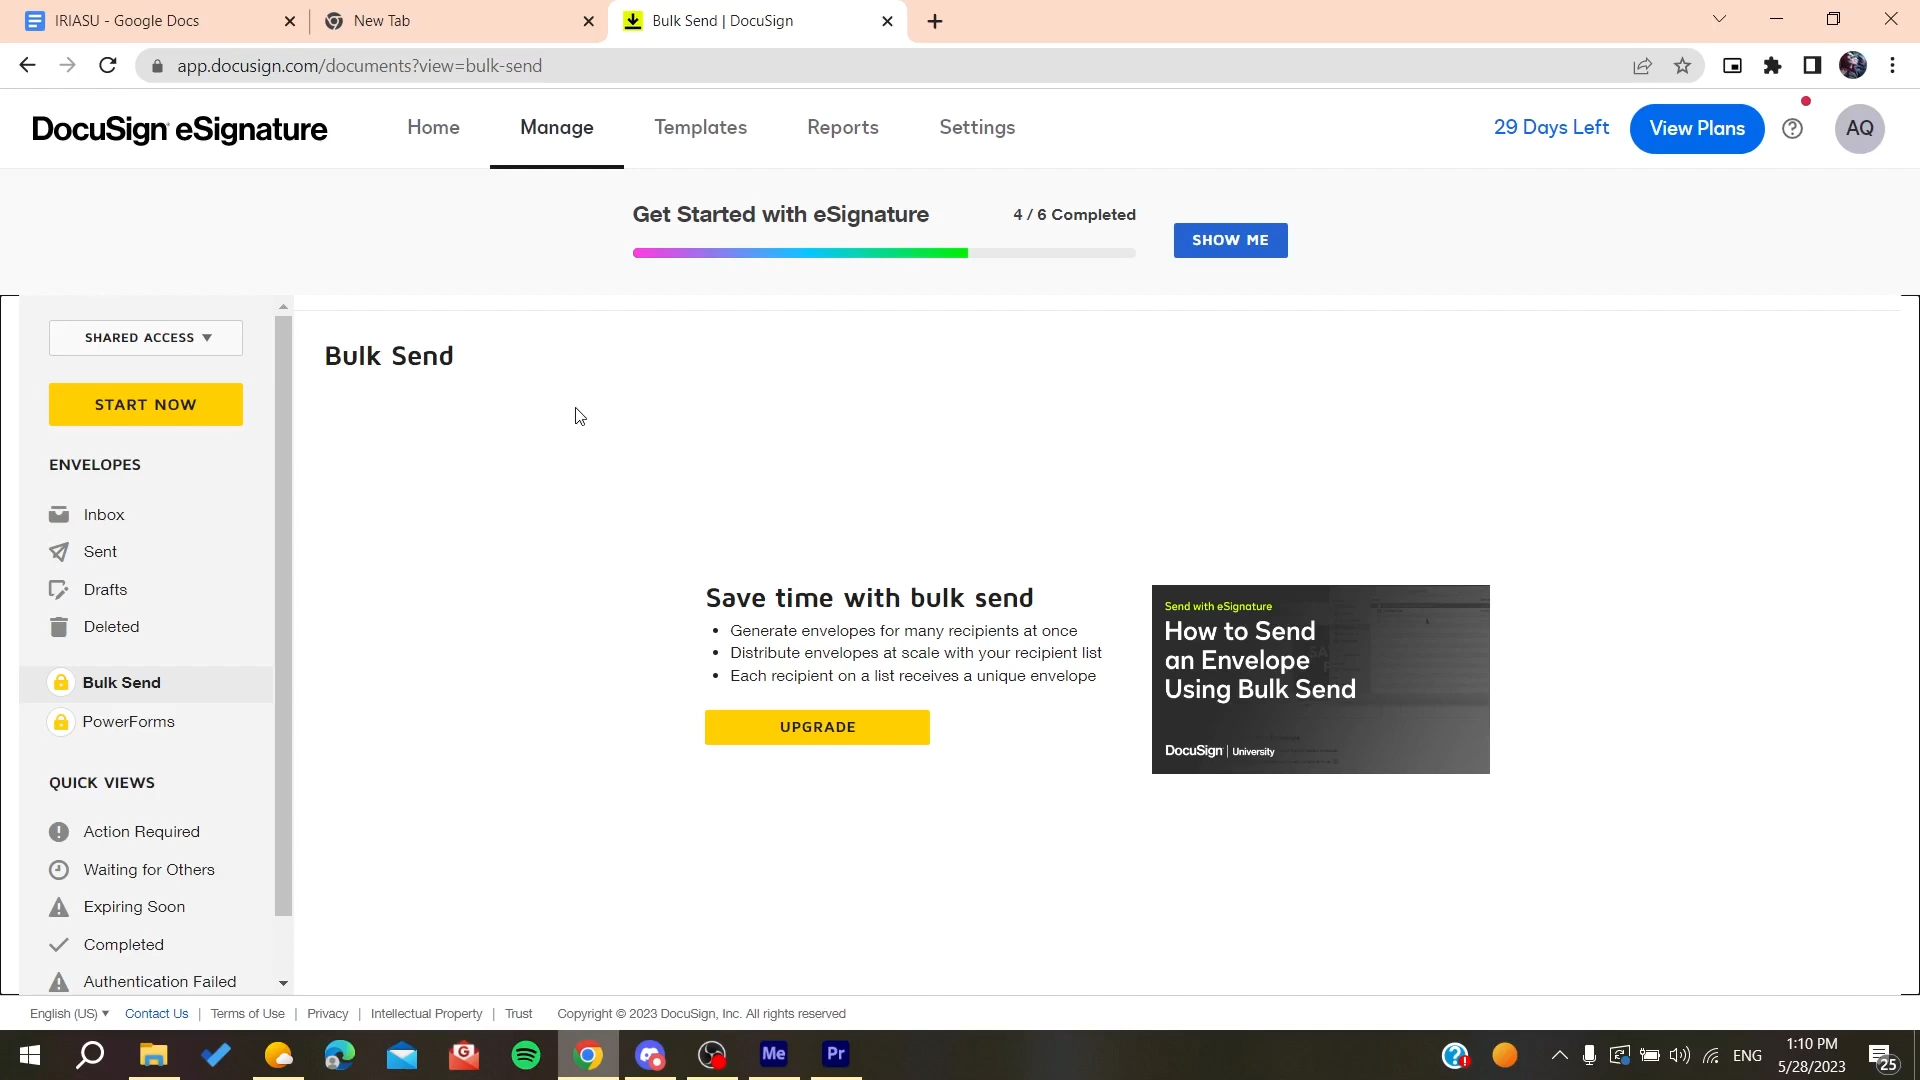 IRIASU - Google Docs
New Tab
Bulk Send | DocuSign
app.docusign.com/documents?view=bulk-send
DocuSign eSignature
Home
Manage
Templates
Reports
Settings
29 Days Left
View Plans
AQ
Get Started with eSignature
4 / 6 Completed
SHOW ME
SHARED ACCESS
START NOW
ENVELOPES
Inbox
Sent
Drafts
Deleted
Bulk Send
PowerForms
QUICK VIEWS
Action Required
Waiting for Others
Expiring Soon
Completed
Authentication Failed
Bulk Send
Save time with bulk send
• Generate envelopes for many recipients at once
• Distribute envelopes at scale with your recipient list
• Each recipient on a list receives a unique envelope
UPGRADE
Send with eSignature
How to Send
an Envelope
Using Bulk Send
DocuSign | University
English (US) | Contact Us | Terms of Use | Privacy | Intellectual Property | Trust Copyright © 2023 DocuSign, Inc. All rights reserved
G
Me
Pr
ENG
1:10 PM
5/28/2023
25